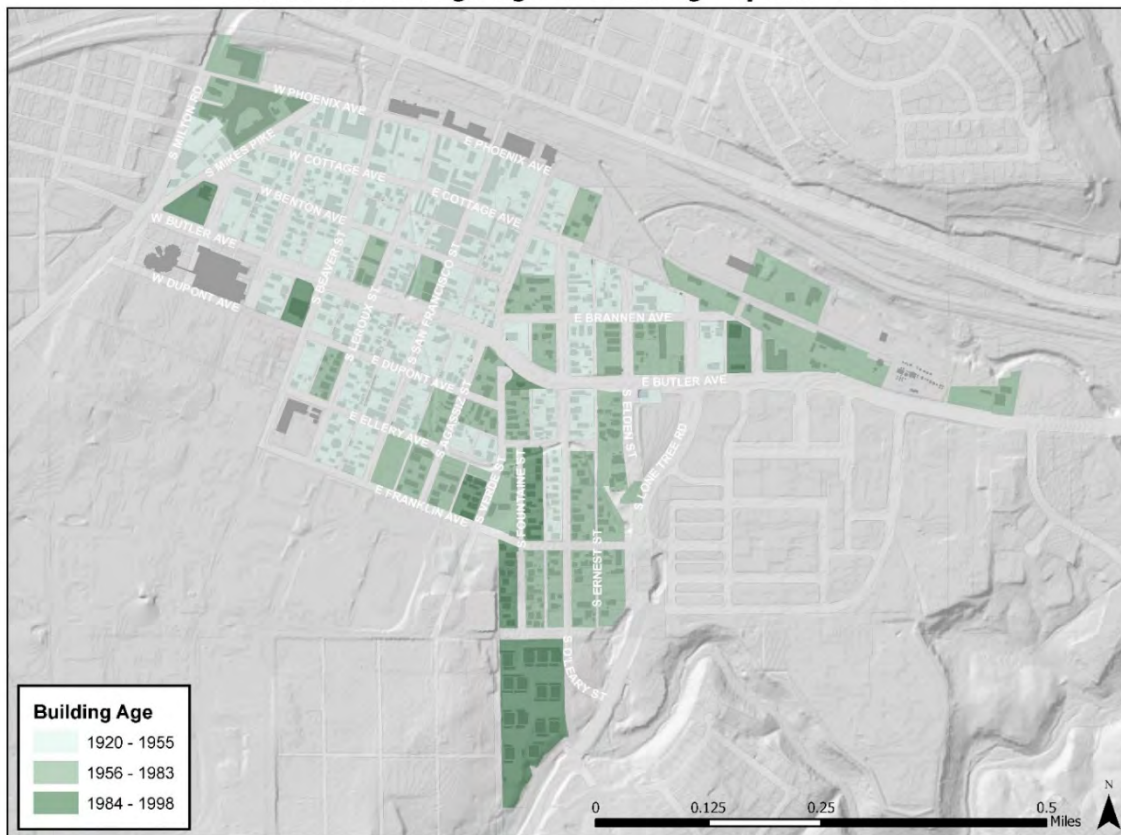 W PHOENIX AVE
S MILTON RD
S MIKES PIKE
E PHOENIX AVE
W COTTAGE AVE
E COTTAGE AVE
W BENTON AVE
W BUTLER AVE
W DUPONT AVE
S BEAVER ST
S LEROUX ST
S SAN FRANCISCO ST
E BRANNEN AVE
E DUPONT AVE
E BUTLER AVE
S AGASSIZ ST
S ELDEN ST
E ELLERY AVE
S LONE TREE RD
S VERDE ST
S FOUNTAINE ST
E FRANKLIN AVE
S ERNEST ST
S O LEARY ST
Building Age
1920 - 1955
1956 - 1983
1984 - 1998
0 0.125 0.25 0.5
Miles
N